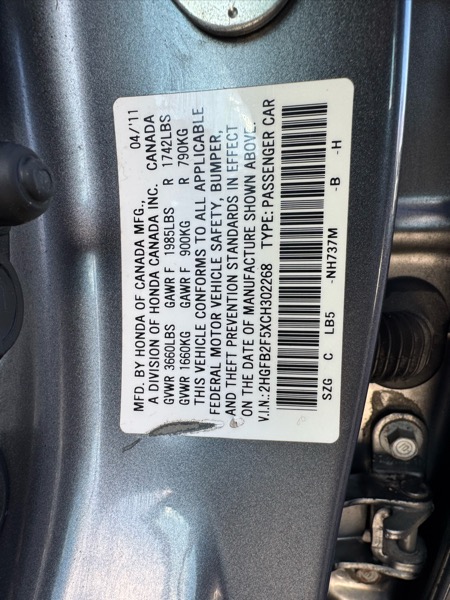 MFD. BY HONDA OF CANADA MFG., 04/'11
A DIVISION OF HONDA CANADA INC. CANADA
GVWR 3660LBS GAWR F 1985LBS R 1742LBS
GVWR 1660KG GAWR F 900KG R 790KG
THIS VEHICLE CONFORMS TO ALL APPLICABLE
FEDERAL MOTOR VEHICLE SAFETY, BUMPER,
AND THEFT PREVENTION STANDARDS IN EFFECT
ON THE DATE OF MANUFACTURE SHOWN ABOVE.
V.I.N.: 2HGFB2F5XCH302268 TYPE: PASSENGER CAR
SZG C LB5 -NH737M -B -H